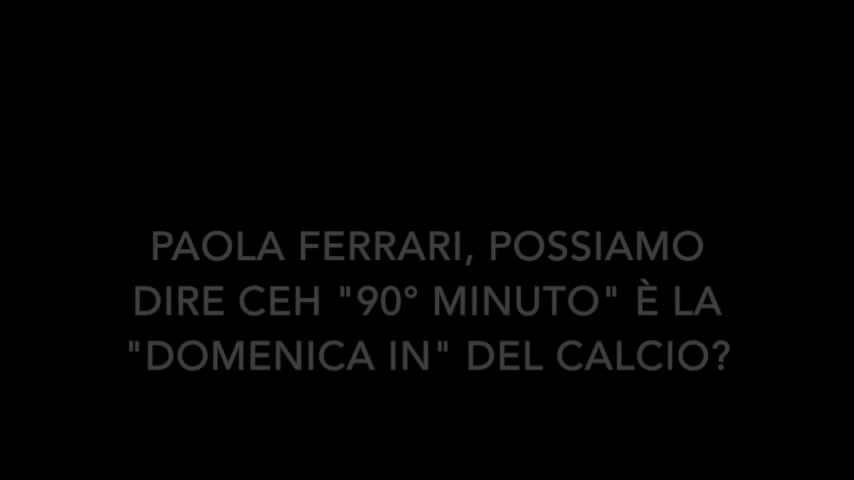 PAOLA FERRARI, POSSIAMO
DIRE CEH "90° MINUTO" È LA
"DOMENICA IN" DEL CALCIO?